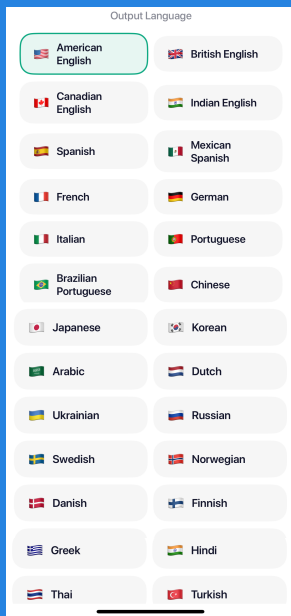 Output Language
American
English
British English
Canadian
English
Indian English
Spanish
Mexican
Spanish
French
German
Italian
Portuguese
Brazilian
Portuguese
Chinese
Japanese
Korean
Arabic
Dutch
Ukrainian
Russian
Swedish
Norwegian
Danish
Finnish
Greek
Hindi
Thai
Turkish